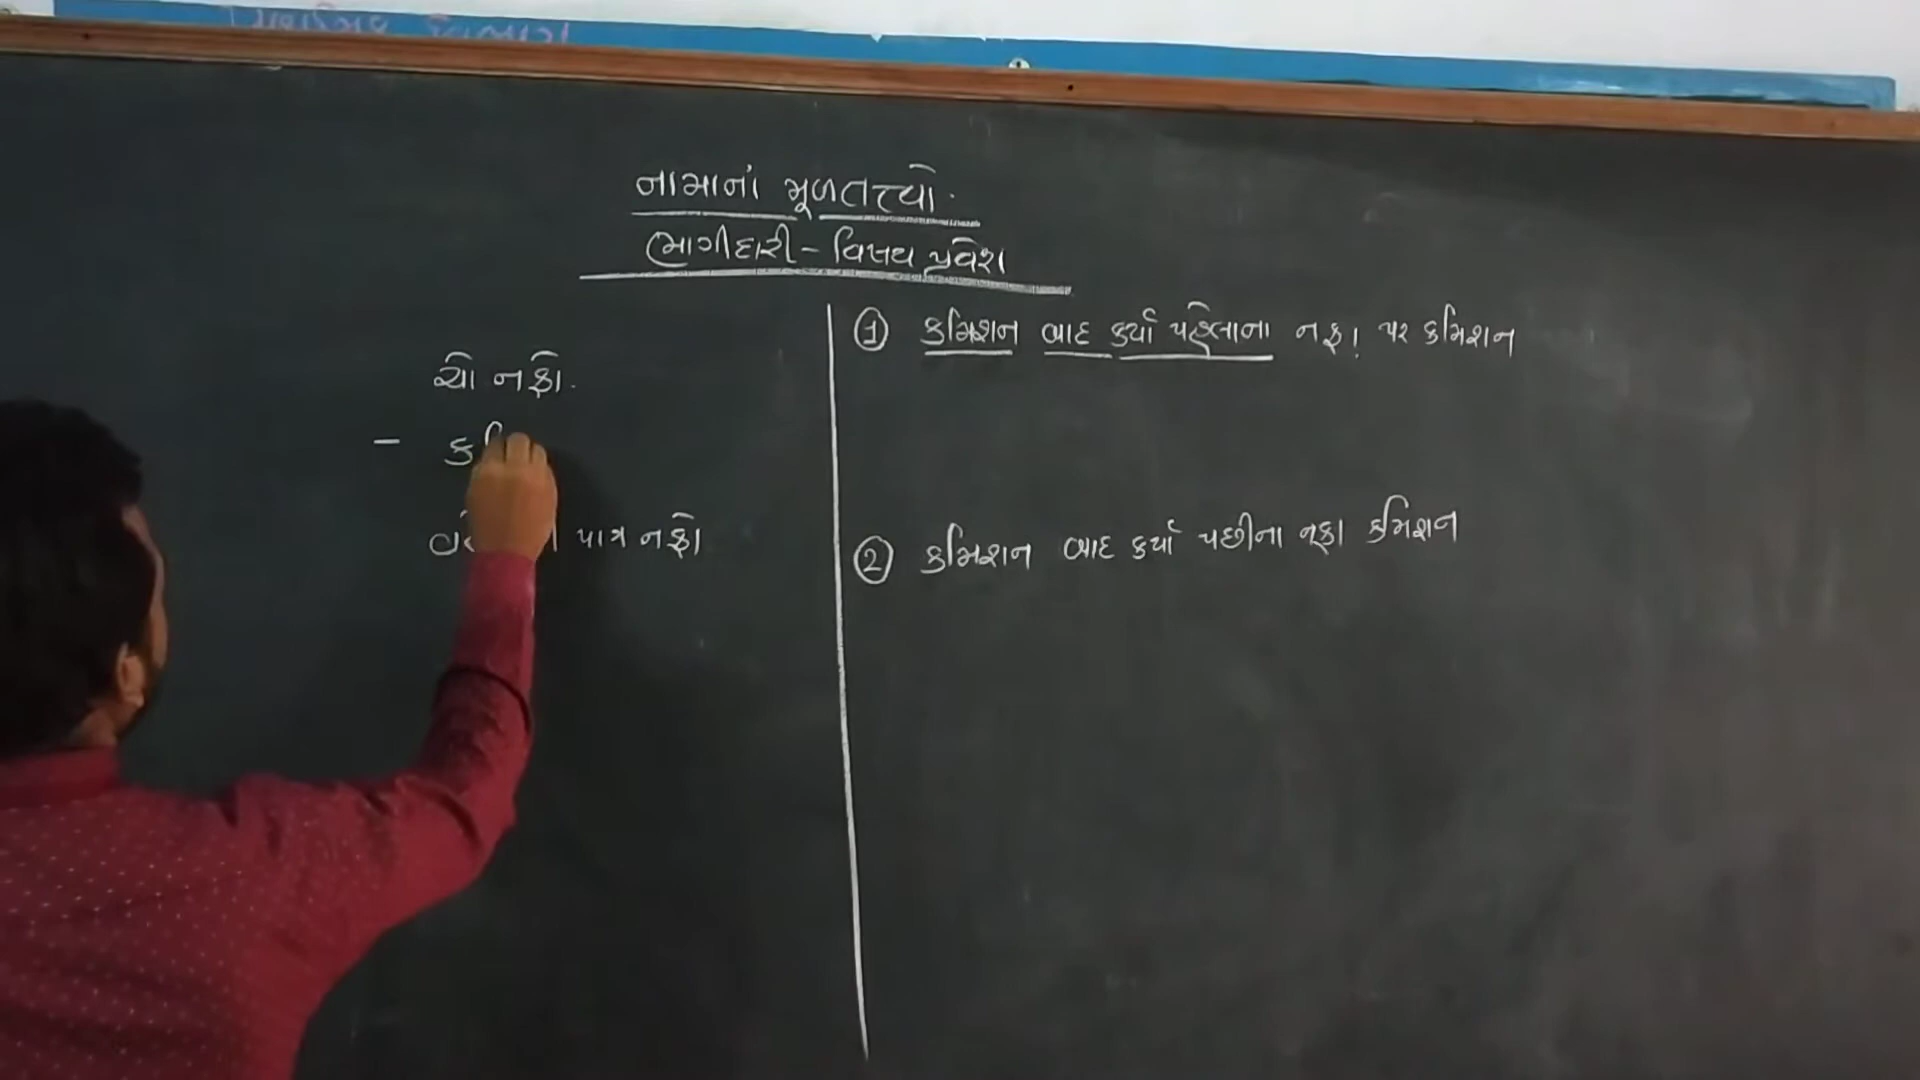 નામાનાં મૂળતત્ત્વો.
ભાગીદારી - વિષય પ્રવેશ
ચો નફો.
- કમિ
પાત્ર નફો
① કમિશન બાદ કર્યા પહેલાના નફા પર કમિશન
② કમિશન બાદ કર્યા પછીના નફા કમિશન